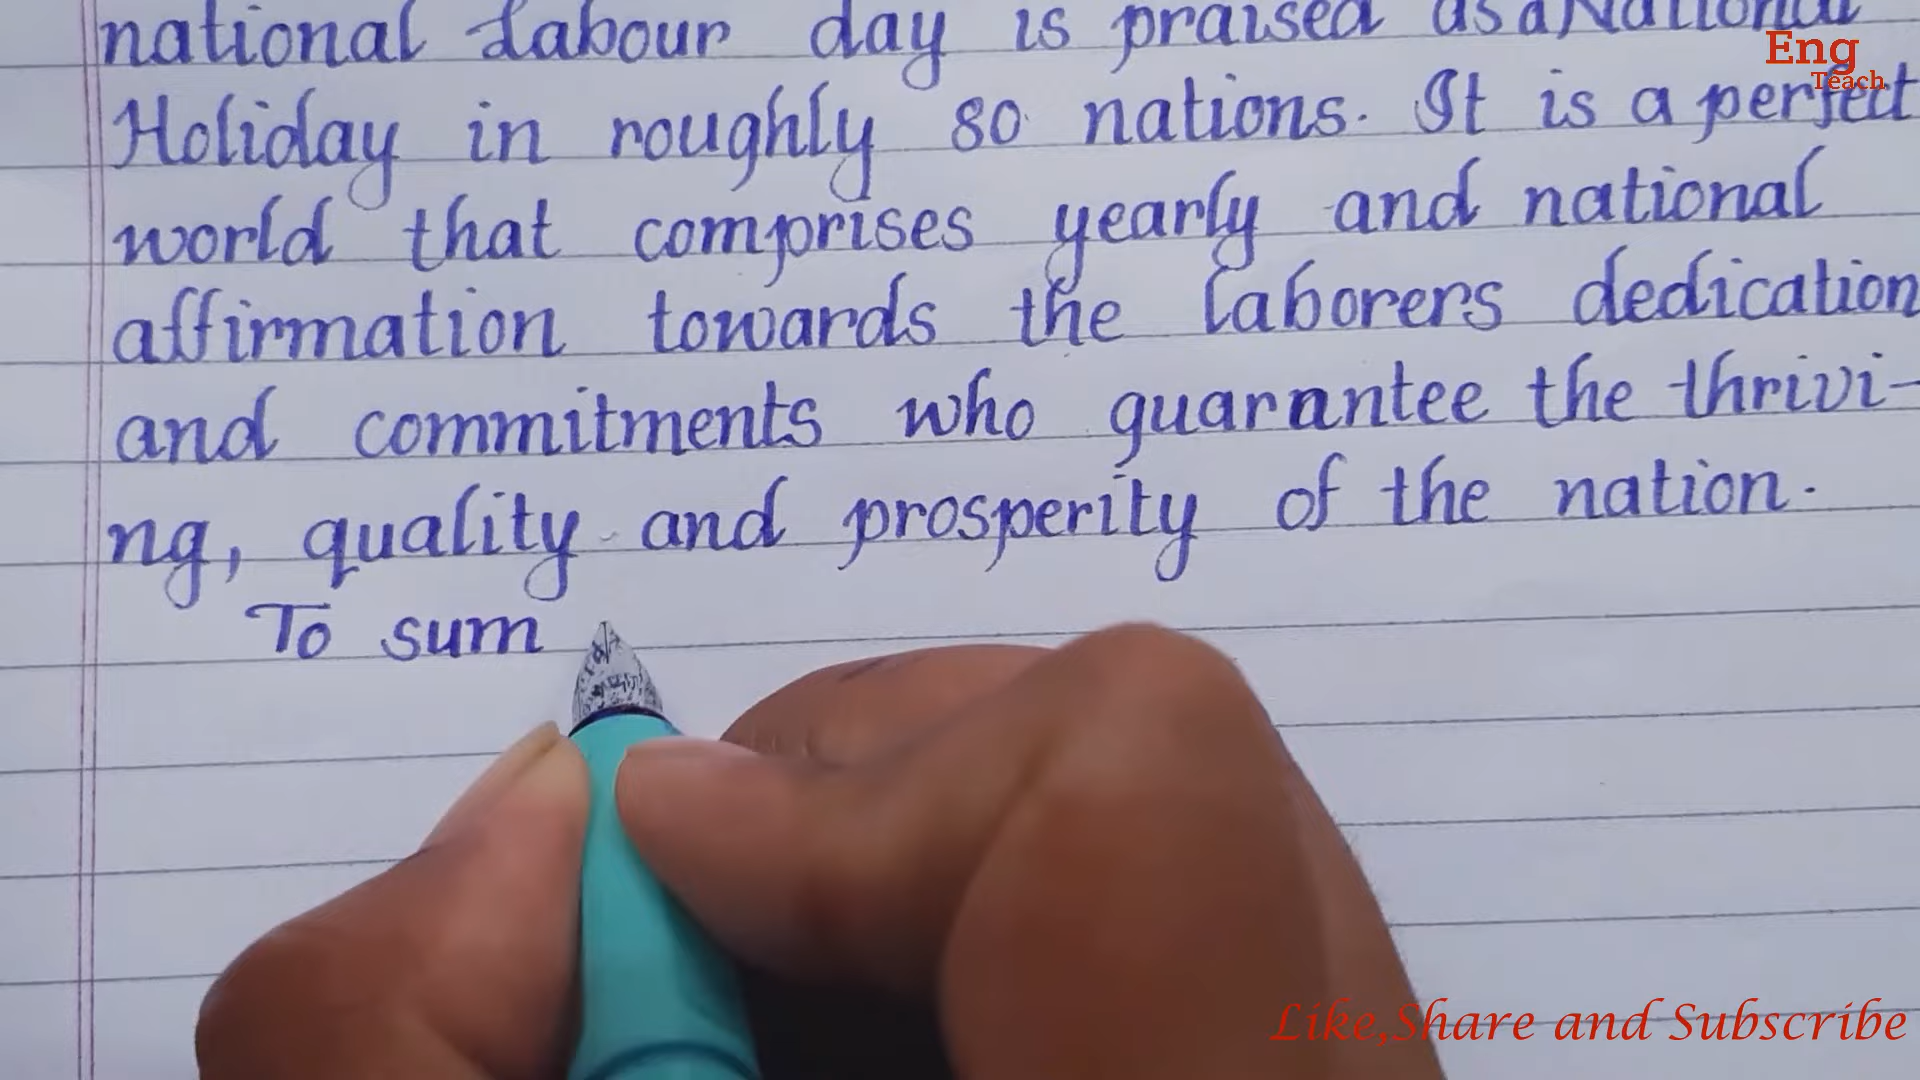 national Labour day is praised as a National
Eng
Teach
Holiday in roughly 80 nations. It is a perfect
world that comprises yearly and national
affirmation towards the laborers dedication
and commitments who guarantee the thrivi-
ng, quality and prosperity of the nation.
To sum
Like,Share and Subscribe